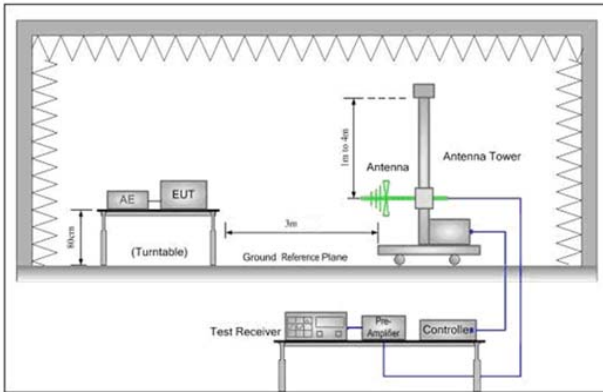 1m to 4m
Antenna
Antenna Tower
AE
EUT
80cm
(Turntable)
3m
Ground Reference Plane
Test Receiver
Pre-
Amplifier
Controller